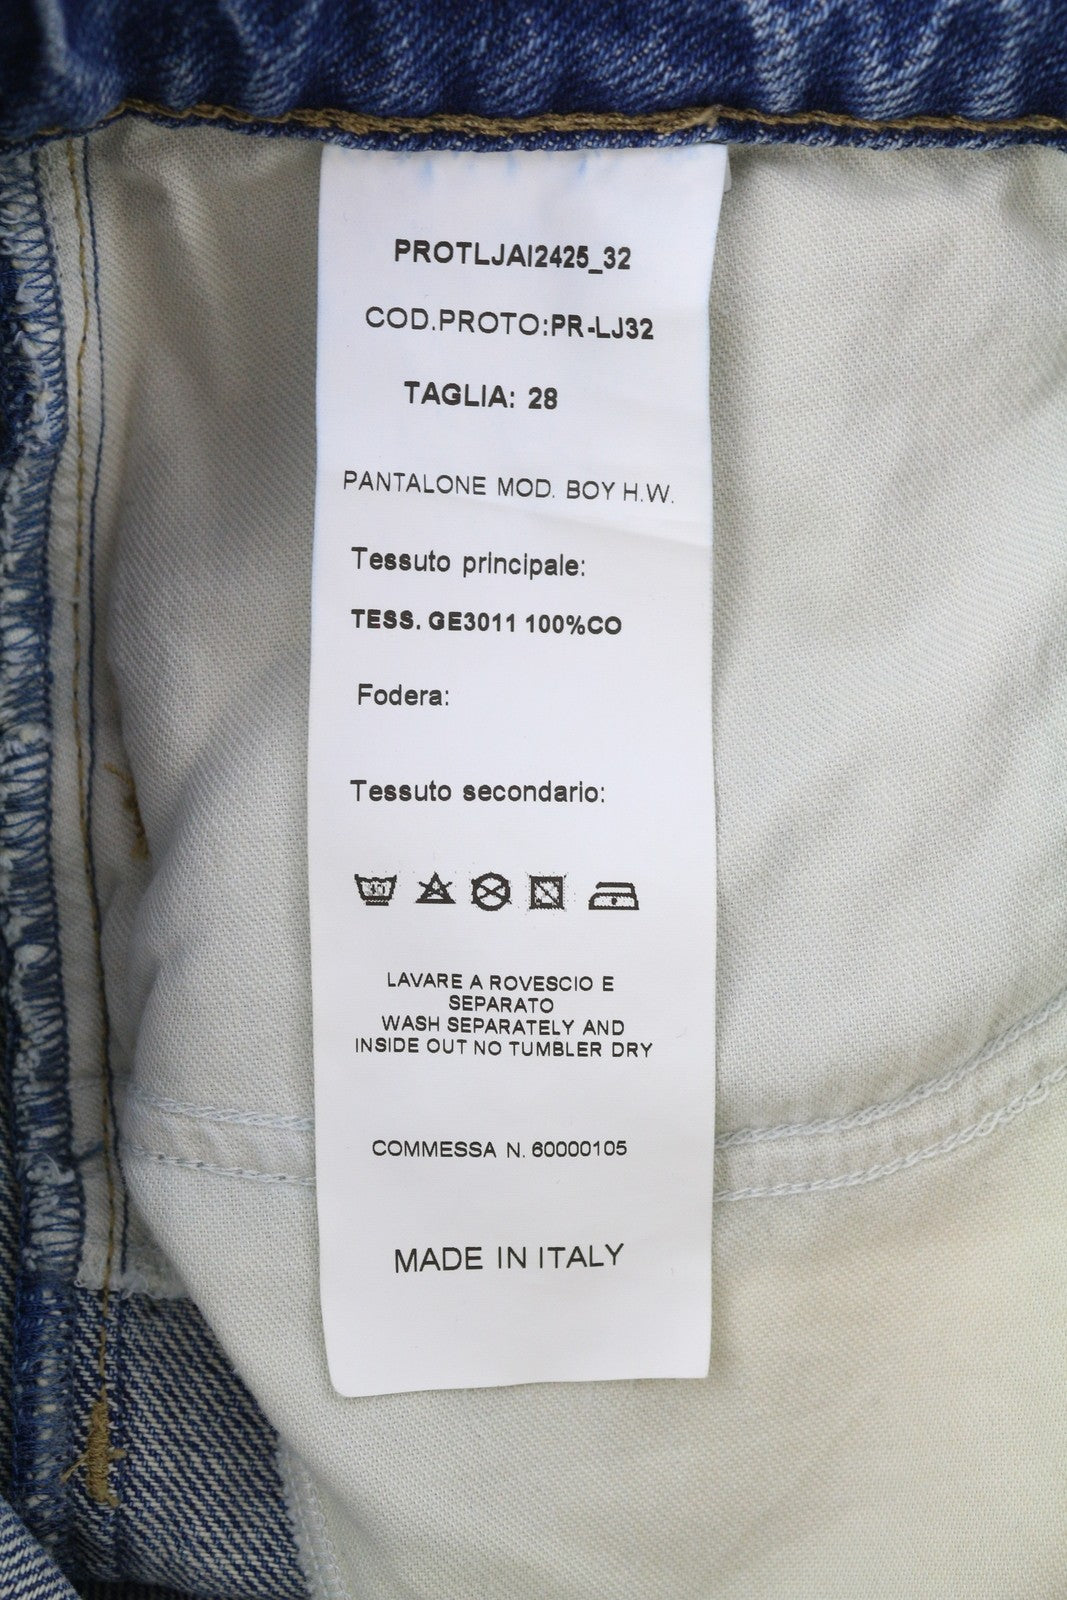 PROTLJAI2425_32
COD.PROTO:PR-LJ32
TAGLIA: 28
PANTALONE MOD. BOY H.W.
Tessuto principale:
TESS. GE3011 100%CO
Fodera:
Tessuto secondario:
LAVARE A ROVESCIO E
SEPARATO
WASH SEPARATELY AND
INSIDE OUT NO TUMBLER DRY
COMMESSA N. 60000105
MADE IN ITALY